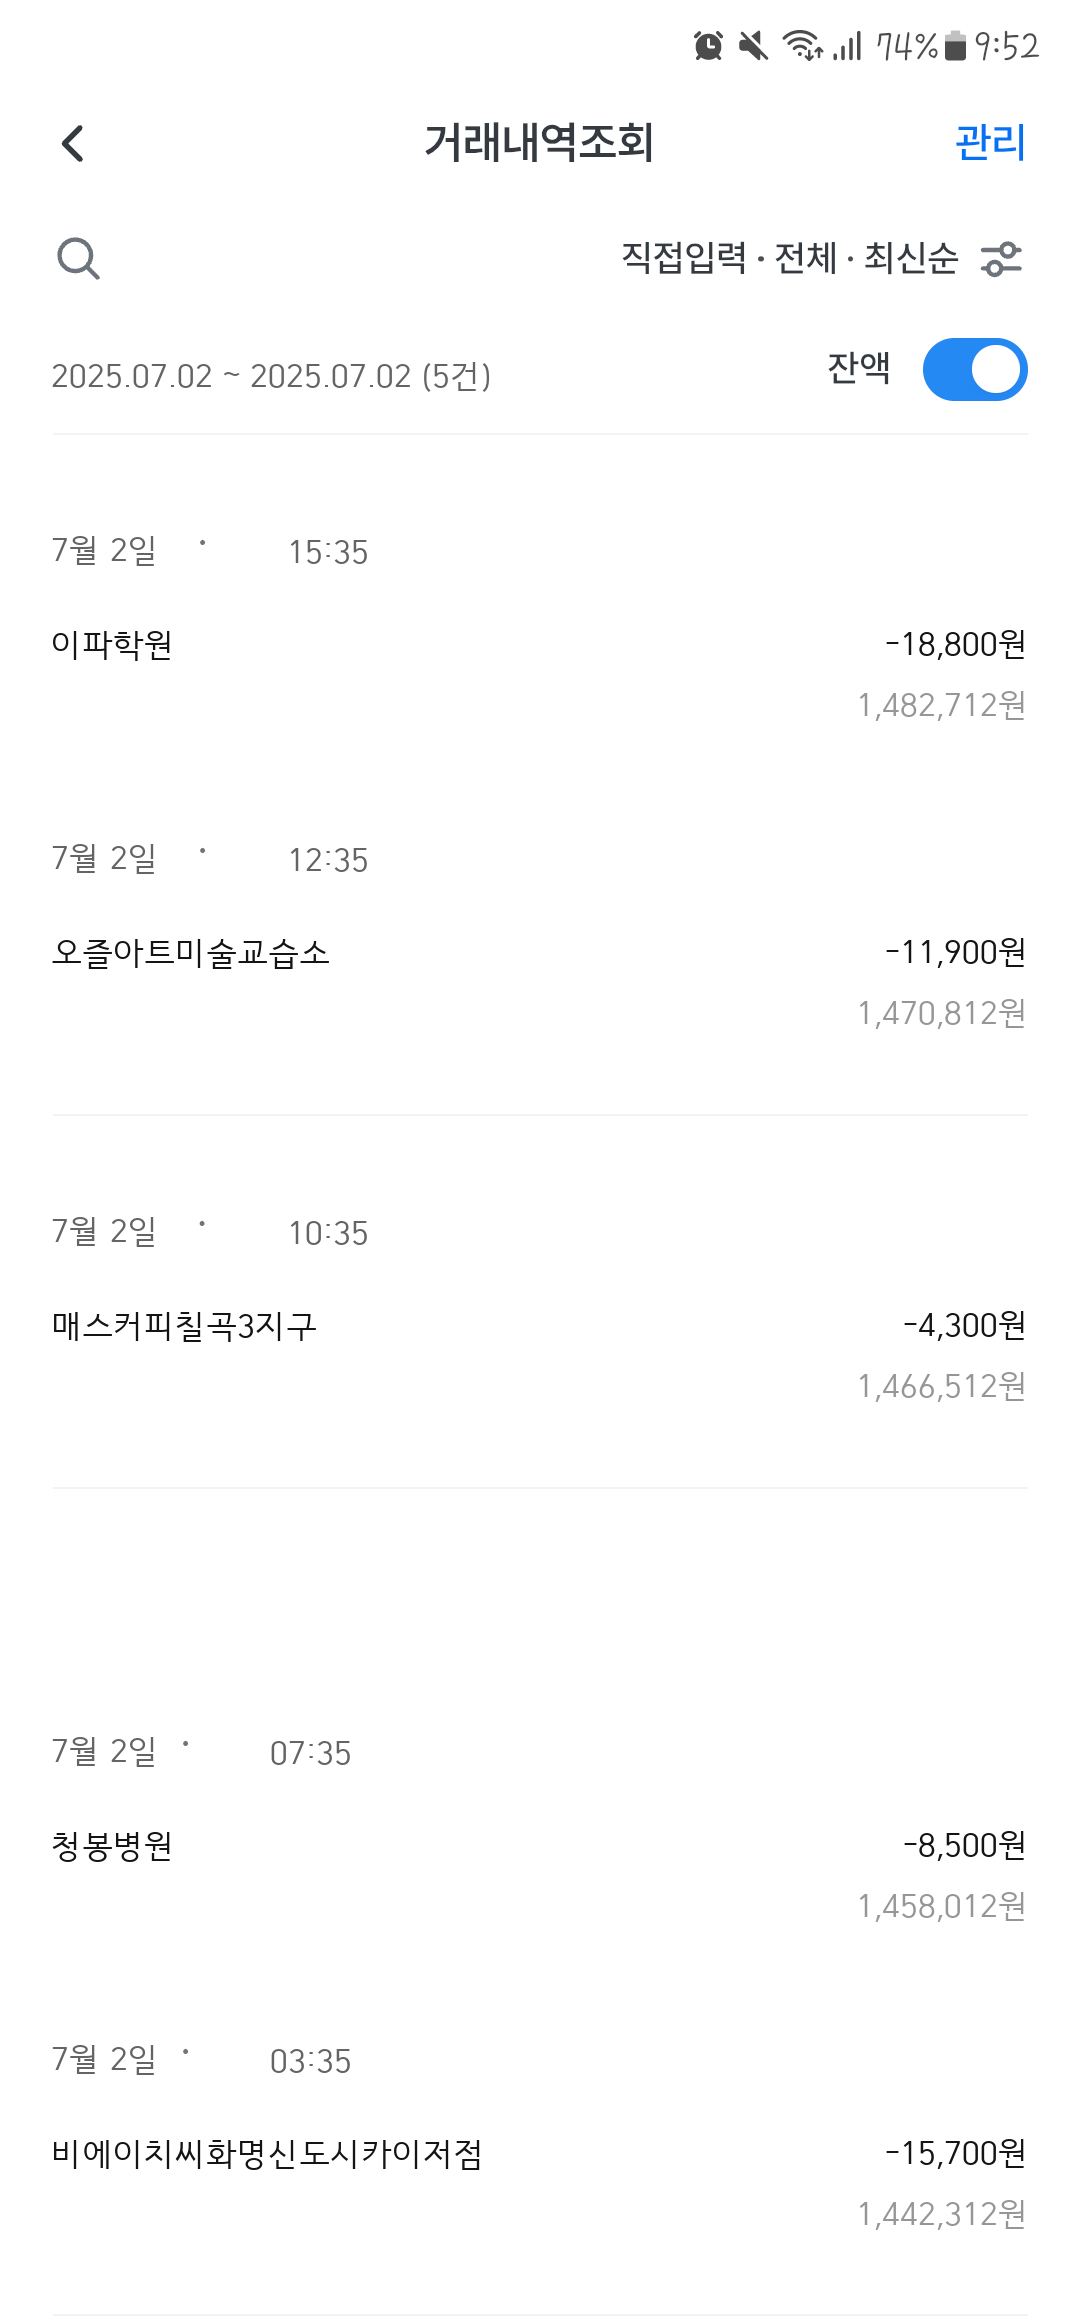 74% 9:52
거래내역조회 관리
직접입력 · 전체 · 최신순
2025.07.02 ~ 2025.07.02 (5건) 잔액
7월 2일 · 15:35
이파학원 -18,800원
1,482,712원
7월 2일 · 12:35
오즐아트미술교습소 -11,900원
1,470,812원
7월 2일 · 10:35
매스커피칠곡3지구 -4,300원
1,466,512원
7월 2일 · 07:35
청봉병원 -8,500원
1,458,012원
7월 2일 · 03:35
비에이치씨화명신도시카이저점 -15,700원
1,442,312원